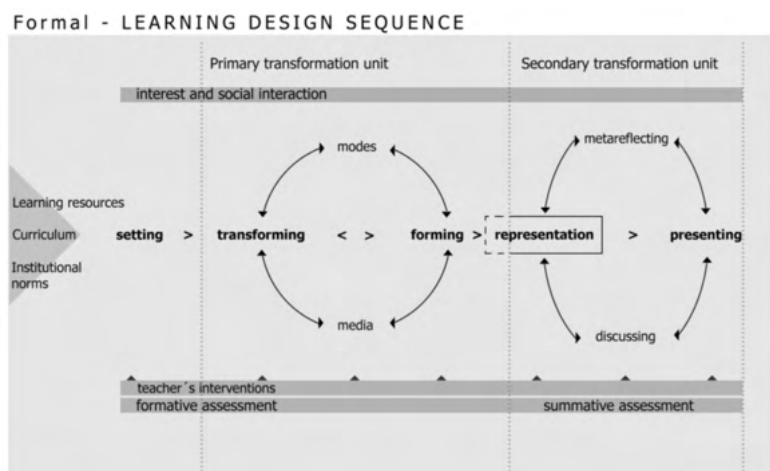 Formal - LEARNING DESIGN SEQUENCE
Primary transformation unit
Secondary transformation unit
interest and social interaction
modes
metareflecting
Learning resources
Curriculum
Institutional
norms
setting > transforming < > forming > representation > presenting
media
discussing
teacher´s interventions
formative assessment
summative assessment